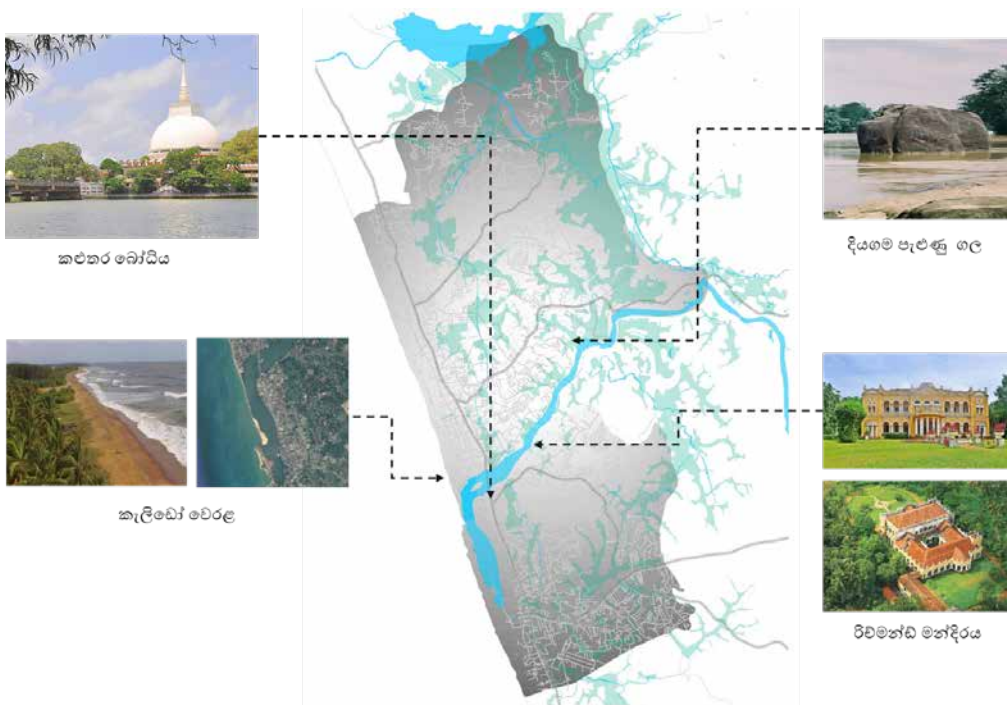 කළුතර බෝධිය
දියගම පැළුණු ගල
කැලිඩෝ වෙරළ
රිච්මන්ඩ් මන්දිරය